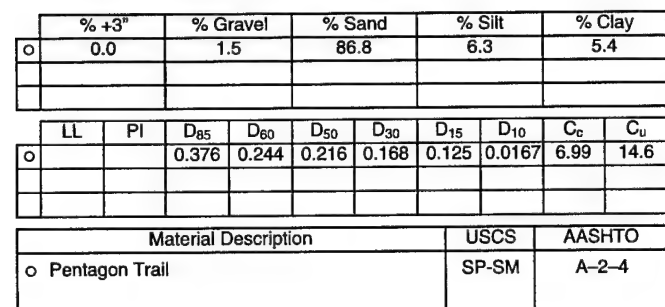 % +3" % Gravel % Sand % Silt % Clay
○ 0.0 1.5 86.8 6.3 5.4
LL PI D85 D60 D50 D30 D15 D10 Cc Cu
○ 0.376 0.244 0.216 0.168 0.125 0.0167 6.99 14.6
Material Description USCS AASHTO
○ Pentagon Trail SP-SM A–2–4